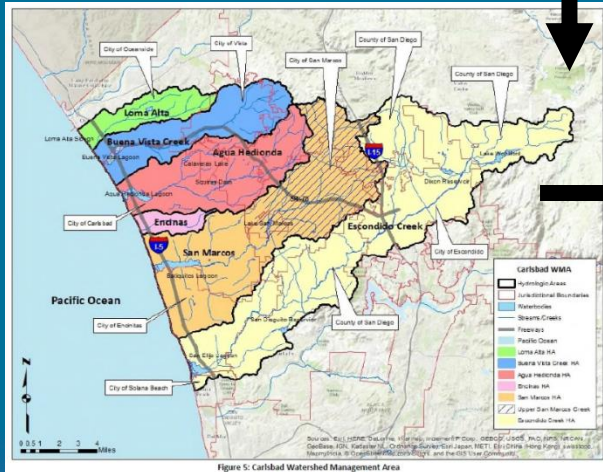 City of Oceanside
City of Vista
City of San Marcos
County of San Diego
County of San Diego
Loma Alta
Loma Alta Slough
Buena Vista Creek
Buena Vista Lagoon
Agua Hedionda
Calaveras Lake
Squires Dam
Agua Hedionda Lagoon
I-15
Lake Wohlford
Dixon Reservoir
City of Carlsbad
Encinas
Lake San Marcos
I-5
San Marcos
Escondido Creek
City of Escondido
Batiquitos Lagoon
Pacific Ocean
City of Encinitas
San Dieguito Reservoir
County of San Diego
San Elijo Lagoon
City of Solana Beach
Carlsbad WMA
Hydrologic Areas
Jurisdictional Boundaries
Waterbodies
Streams/Creeks
Freeways
Pacific Ocean
Loma Alta HA
Buena Vista Creek HA
Agua Hedionda HA
Encinas HA
San Marcos HA
Upper San Marcos Creek
Escondido Creek HA
N
0 0.5 1 2 3 4
Miles
Figure 5: Carlsbad Watershed Management Area